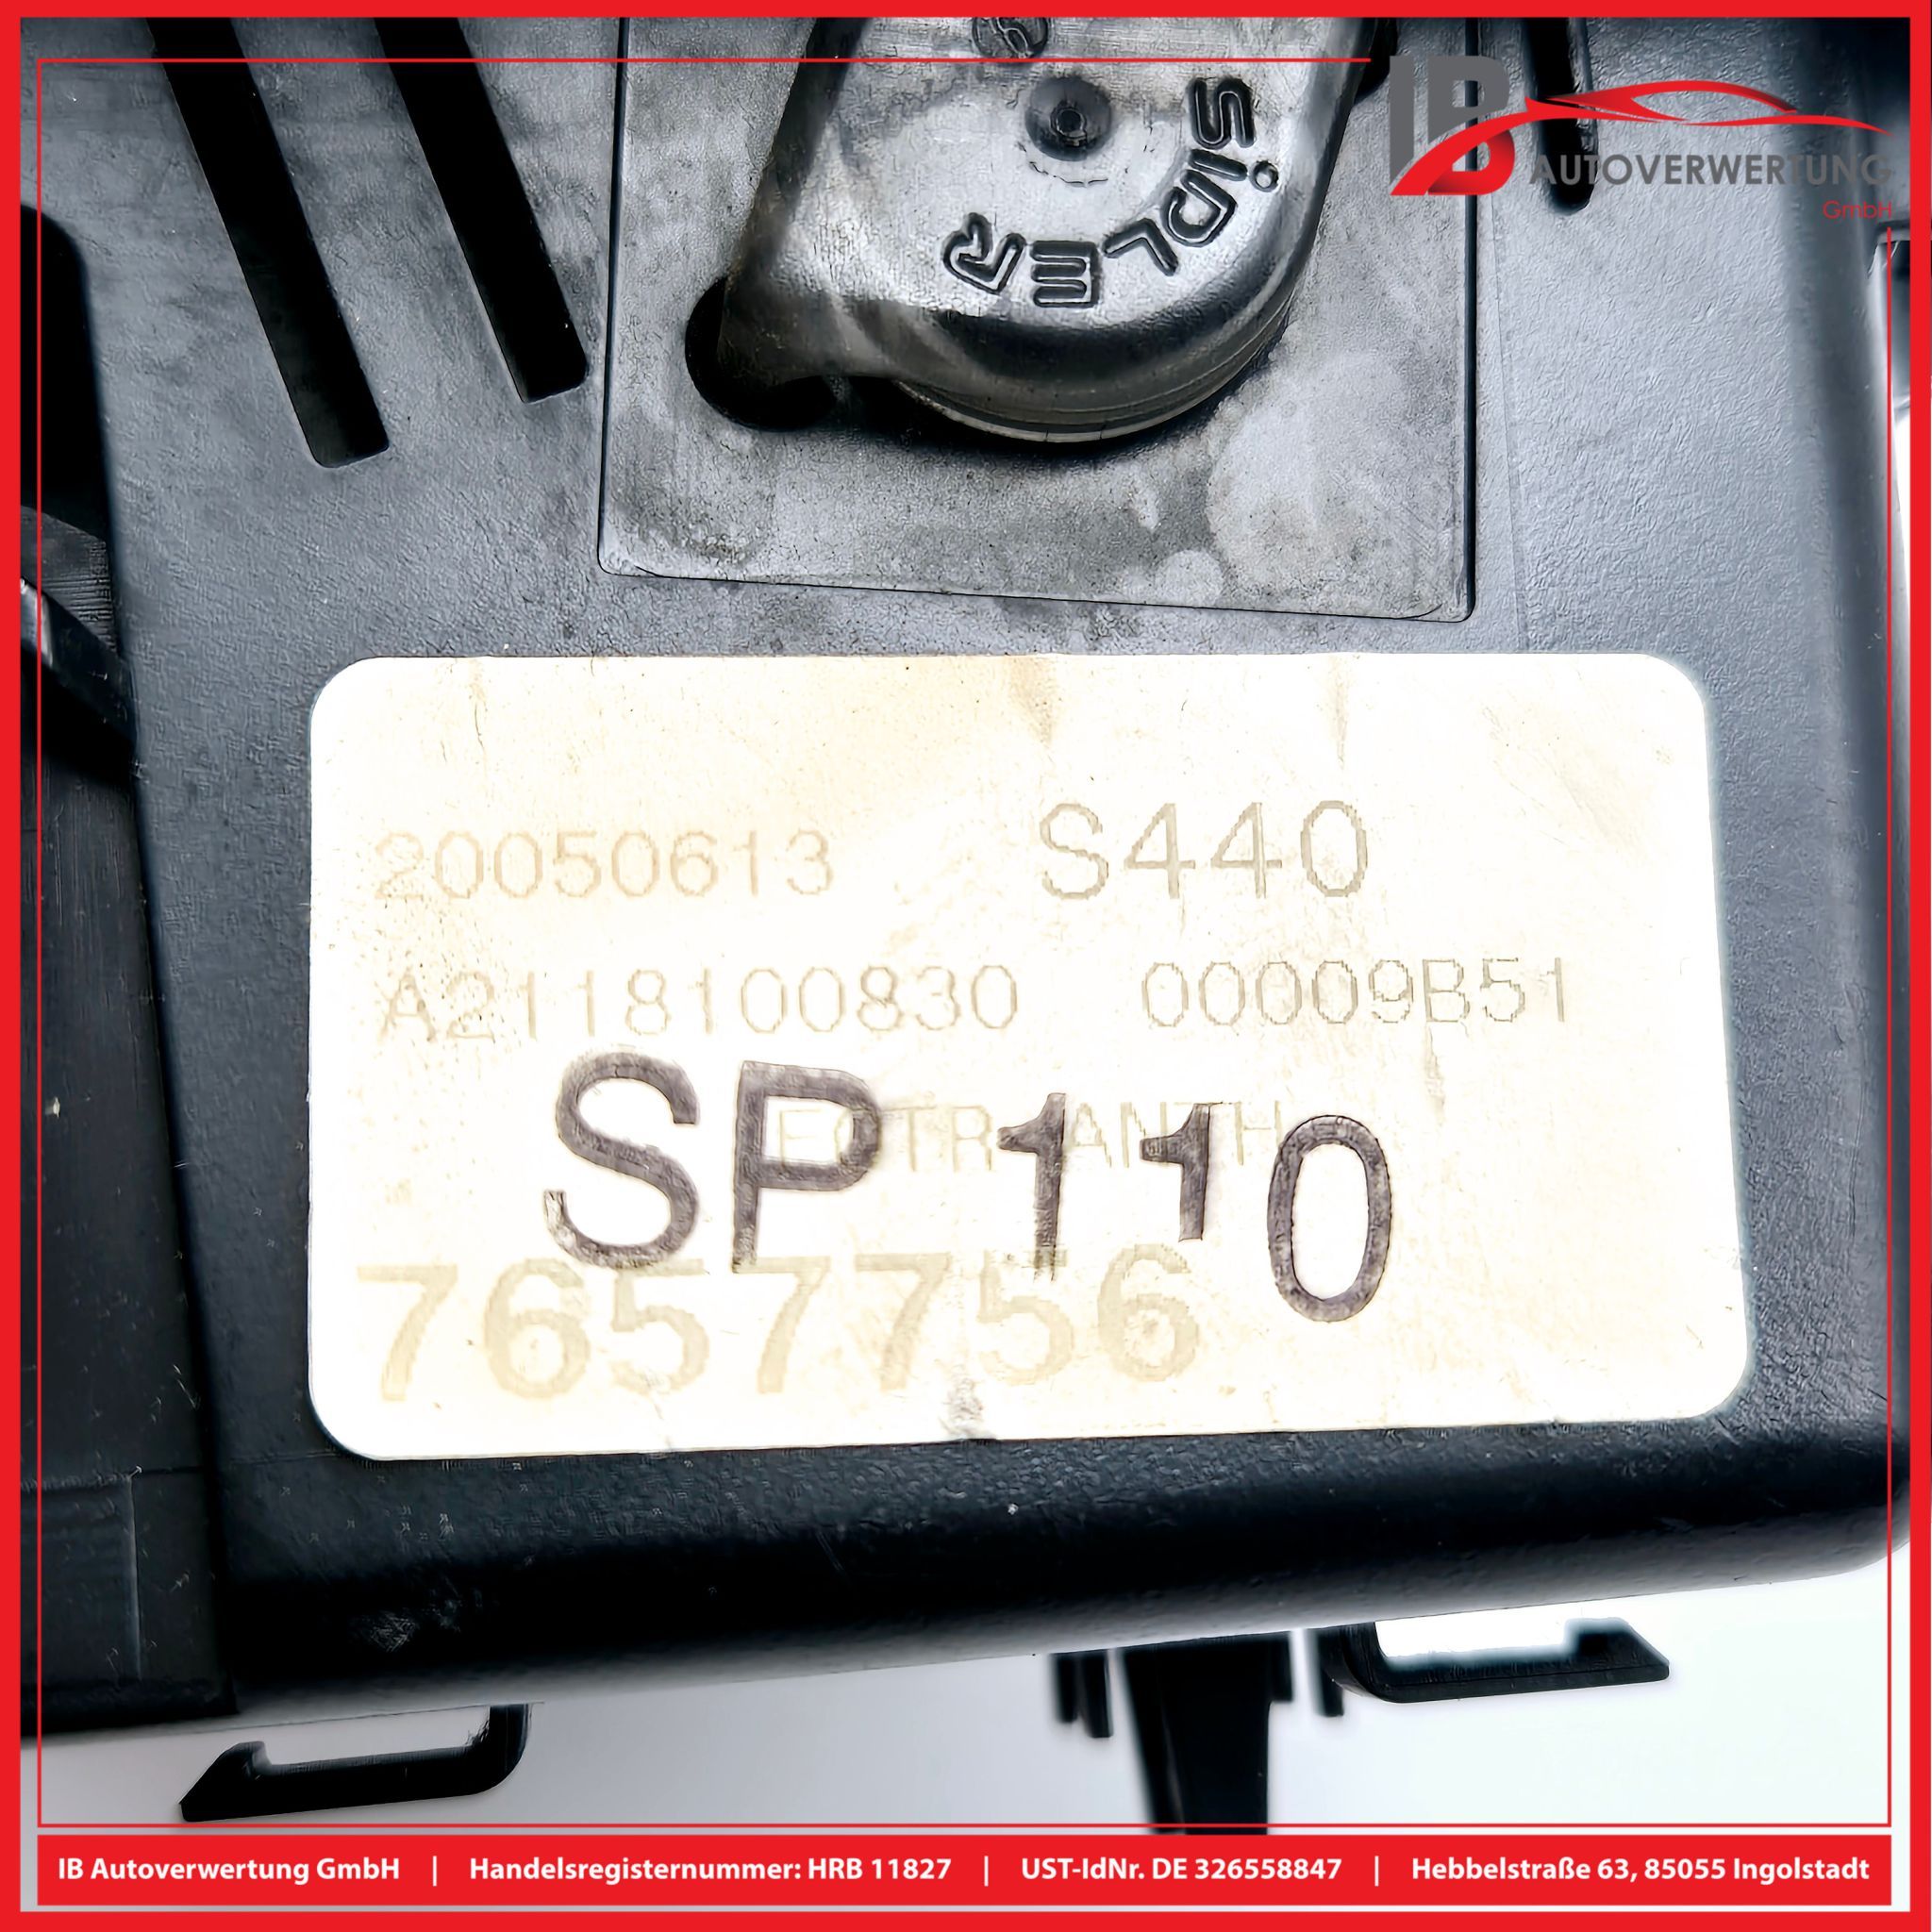 SIDLER
IB
AUTOVERWERTUNG
GmbH
20050613 S440
A2118100830 00009B51
SP 110
7657756
IB Autoverwertung GmbH | Handelsregisternummer: HRB 11827 | UST-IdNr. DE 326558847 | Hebbelstraße 63, 85055 Ingolstadt